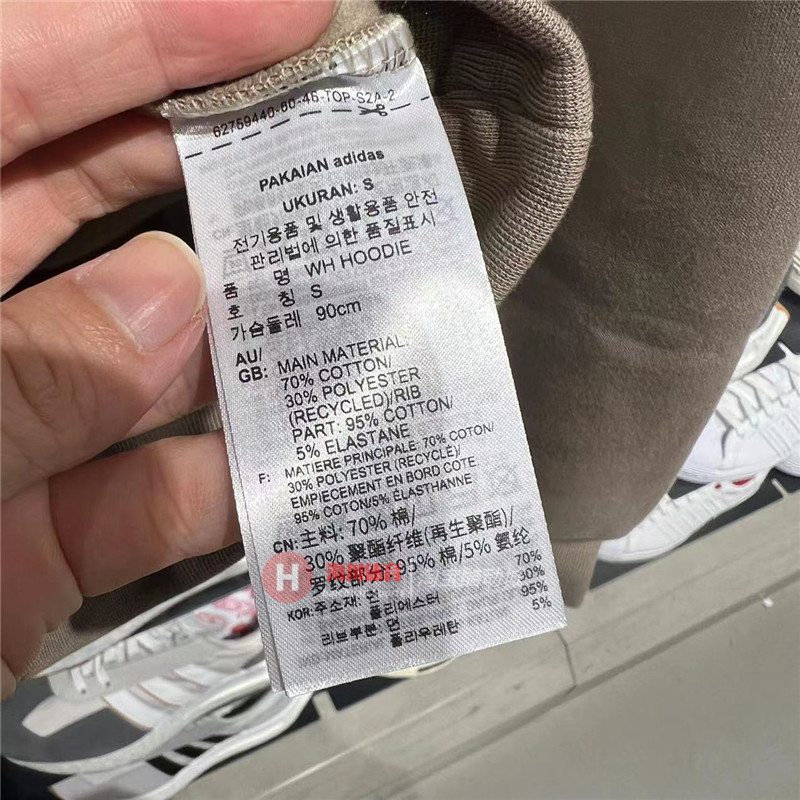 62759440-60-46-TOP-S2A-2
PAKAIAN adidas
UKURAN: S
전기용품 및 생활용품 안전
관리법에 의한 품질표시
품 명 WH HOODIE
호 칭 S
가슴둘레 90cm
AU/
GB: MAIN MATERIAL:
70% COTTON/
30% POLYESTER
(RECYCLED)/RIB
PART: 95% COTTON/
5% ELASTANE
F: MATIERE PRINCIPALE: 70% COTON/
30% POLYESTER (RECYCLE)/
EMPIECEMENT EN BORD COTE:
95% COTON/5% ÉLASTHANNE
CN: 主料: 70% 棉/
30% 聚酯纤维(再生聚酯)/
罗纹部 95% 棉/5% 氨纶
KOR: 주소재: 면 70%
폴리에스터 30%
리브부분: 면 95%
폴리우레탄 5%
H